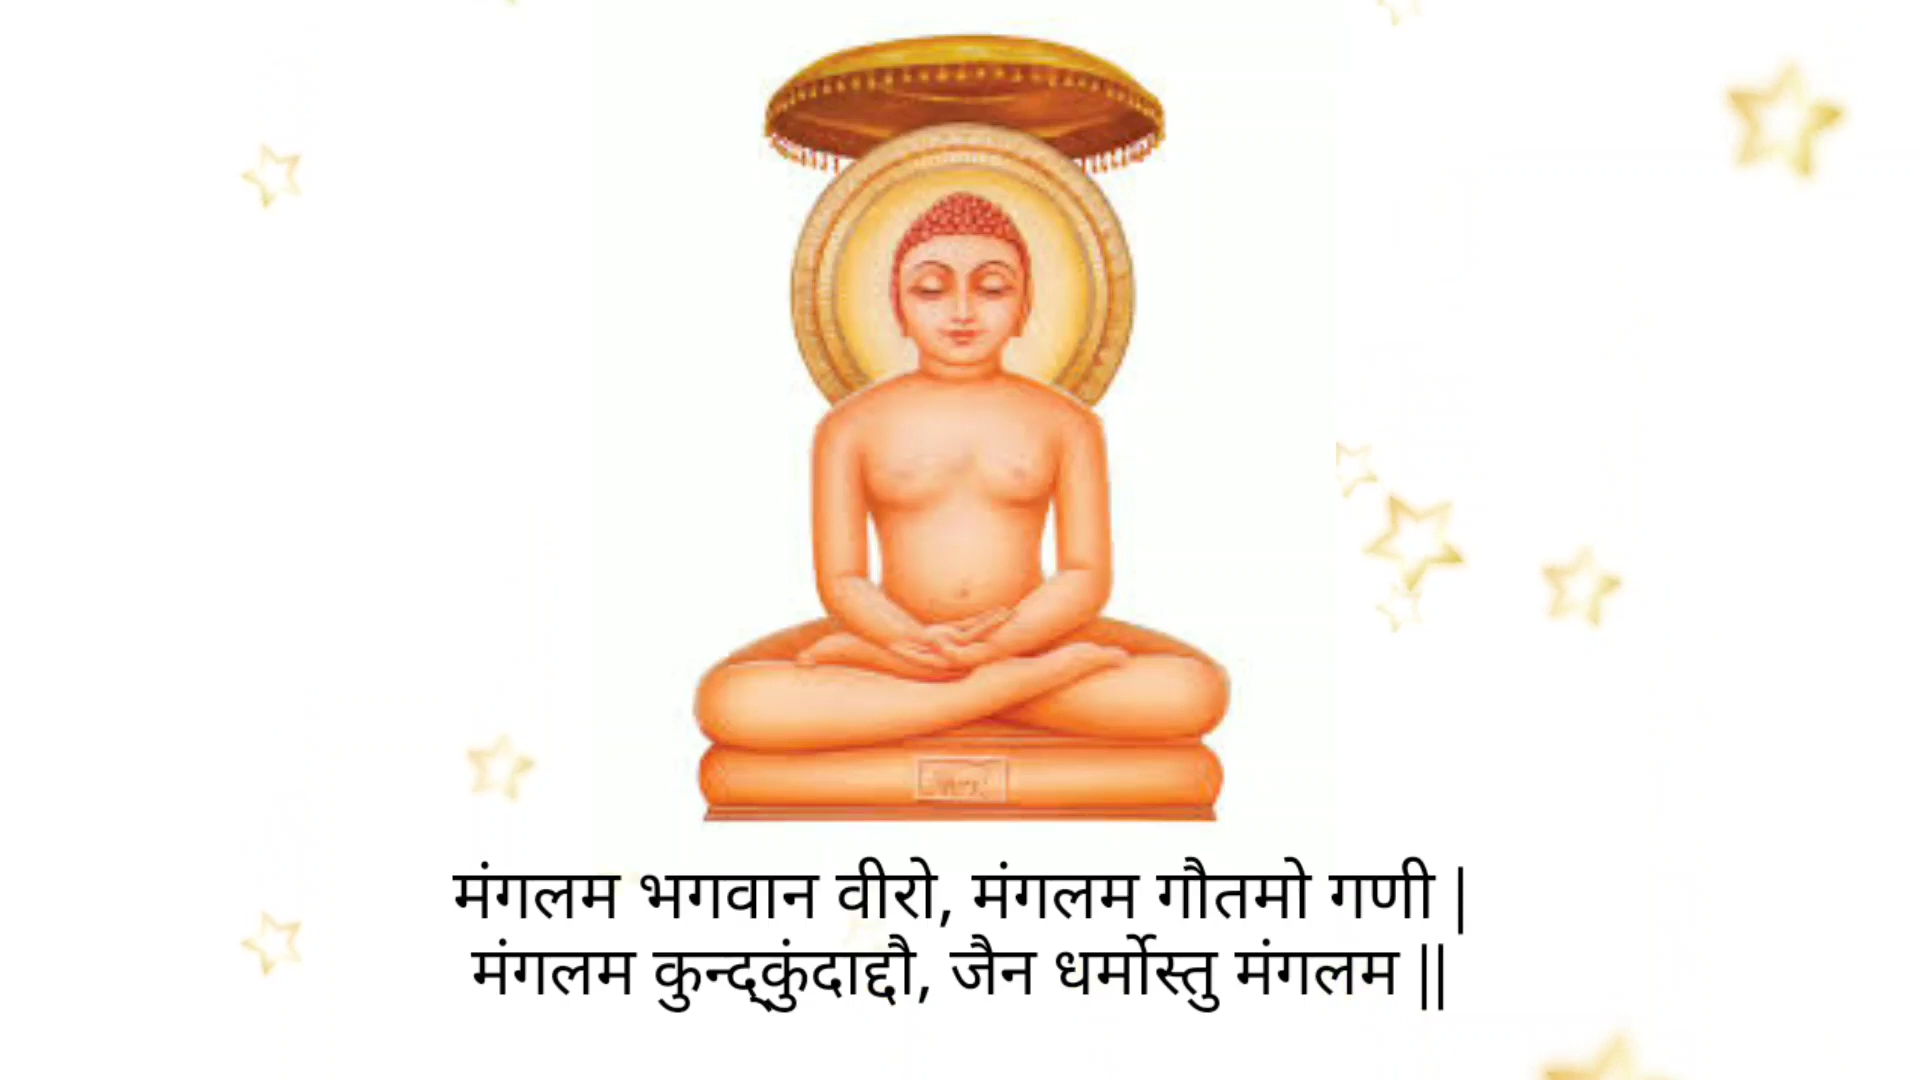 मंगलम भगवान वीरो, मंगलम गौतमो गणी |
मंगलम कुन्द्कुंदाद्दौ, जैन धर्मोस्तु मंगलम ||